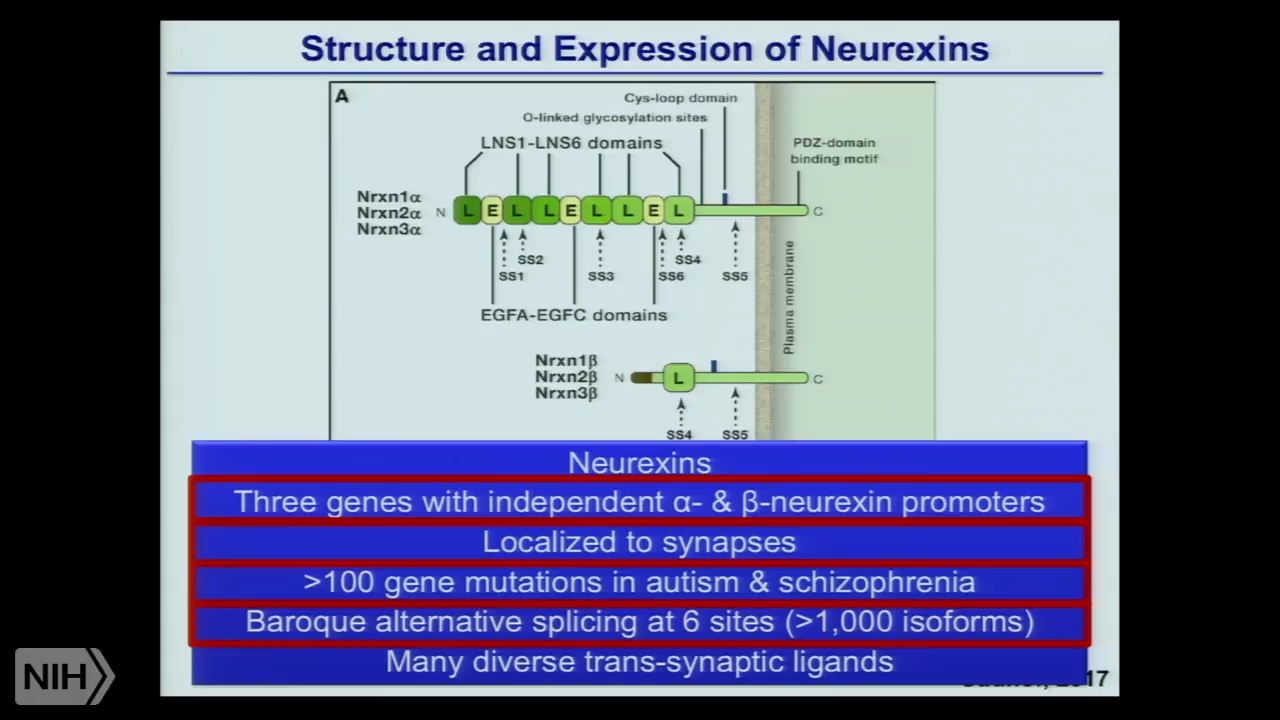 Structure and Expression of Neurexins
A
Cys-loop domain
O-linked glycosylation sites
LNS1-LNS6 domains
PDZ-domain
binding motif
Nrxn1α
Nrxn2α
Nrxn3α
N
L E L L E L L E L
C
SS1
SS2
SS3
SS6
SS4
SS5
EGFA-EGFC domains
Plasma membrane
Nrxn1β
Nrxn2β
Nrxn3β
N
L
C
SS4
SS5
Neurexins
Three genes with independent α- & β-neurexin promoters
Localized to synapses
>100 gene mutations in autism & schizophrenia
Baroque alternative splicing at 6 sites (>1,000 isoforms)
Many diverse trans-synaptic ligands
NIH